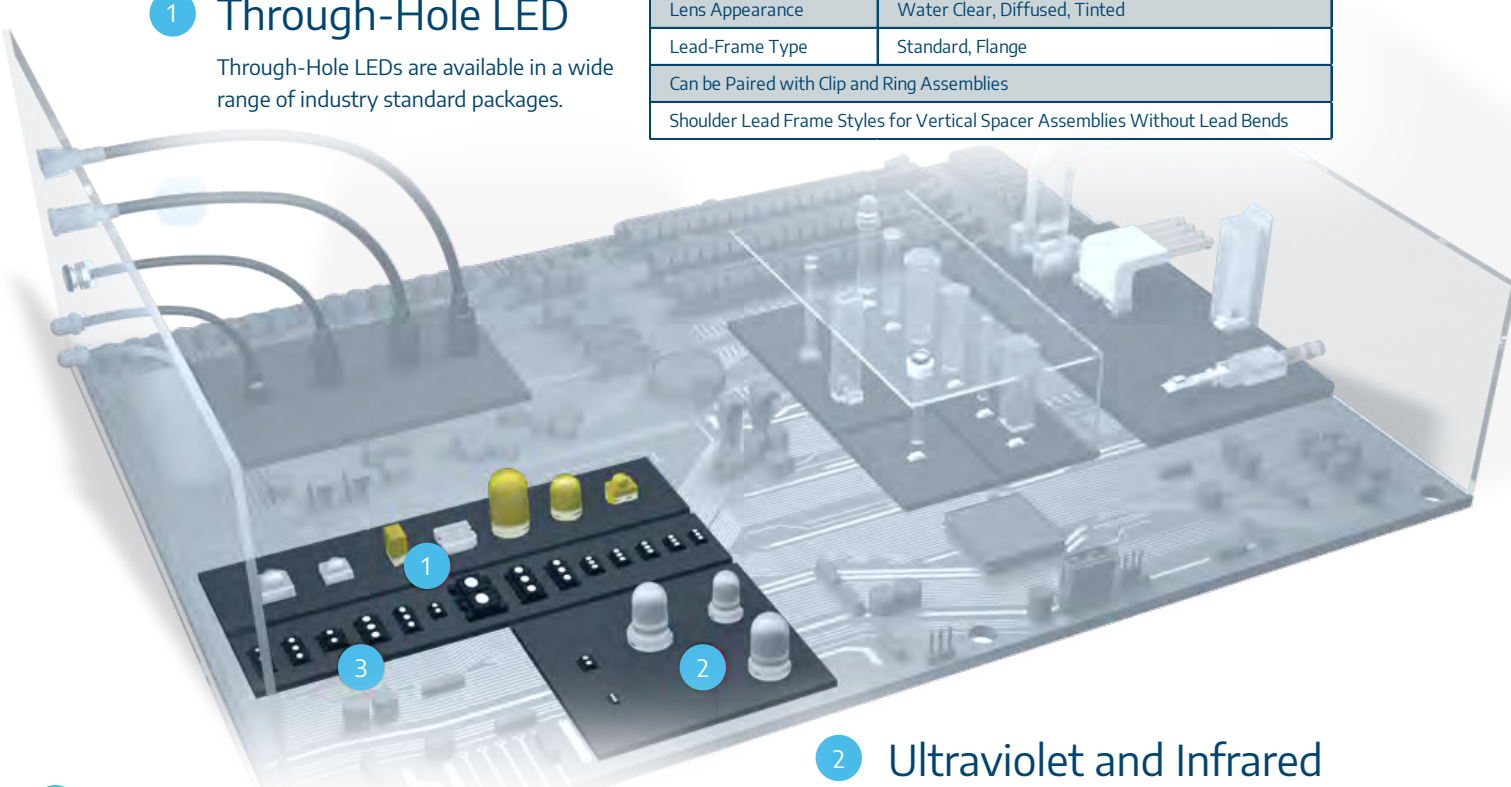 1 Through-Hole LED
Through-Hole LEDs are available in a wide
range of industry standard packages.
Lens Appearance Water Clear, Diffused, Tinted
Lead-Frame Type Standard, Flange
Can be Paired with Clip and Ring Assemblies
Shoulder Lead Frame Styles for Vertical Spacer Assemblies Without Lead Bends
1
3
2
2 Ultraviolet and Infrared